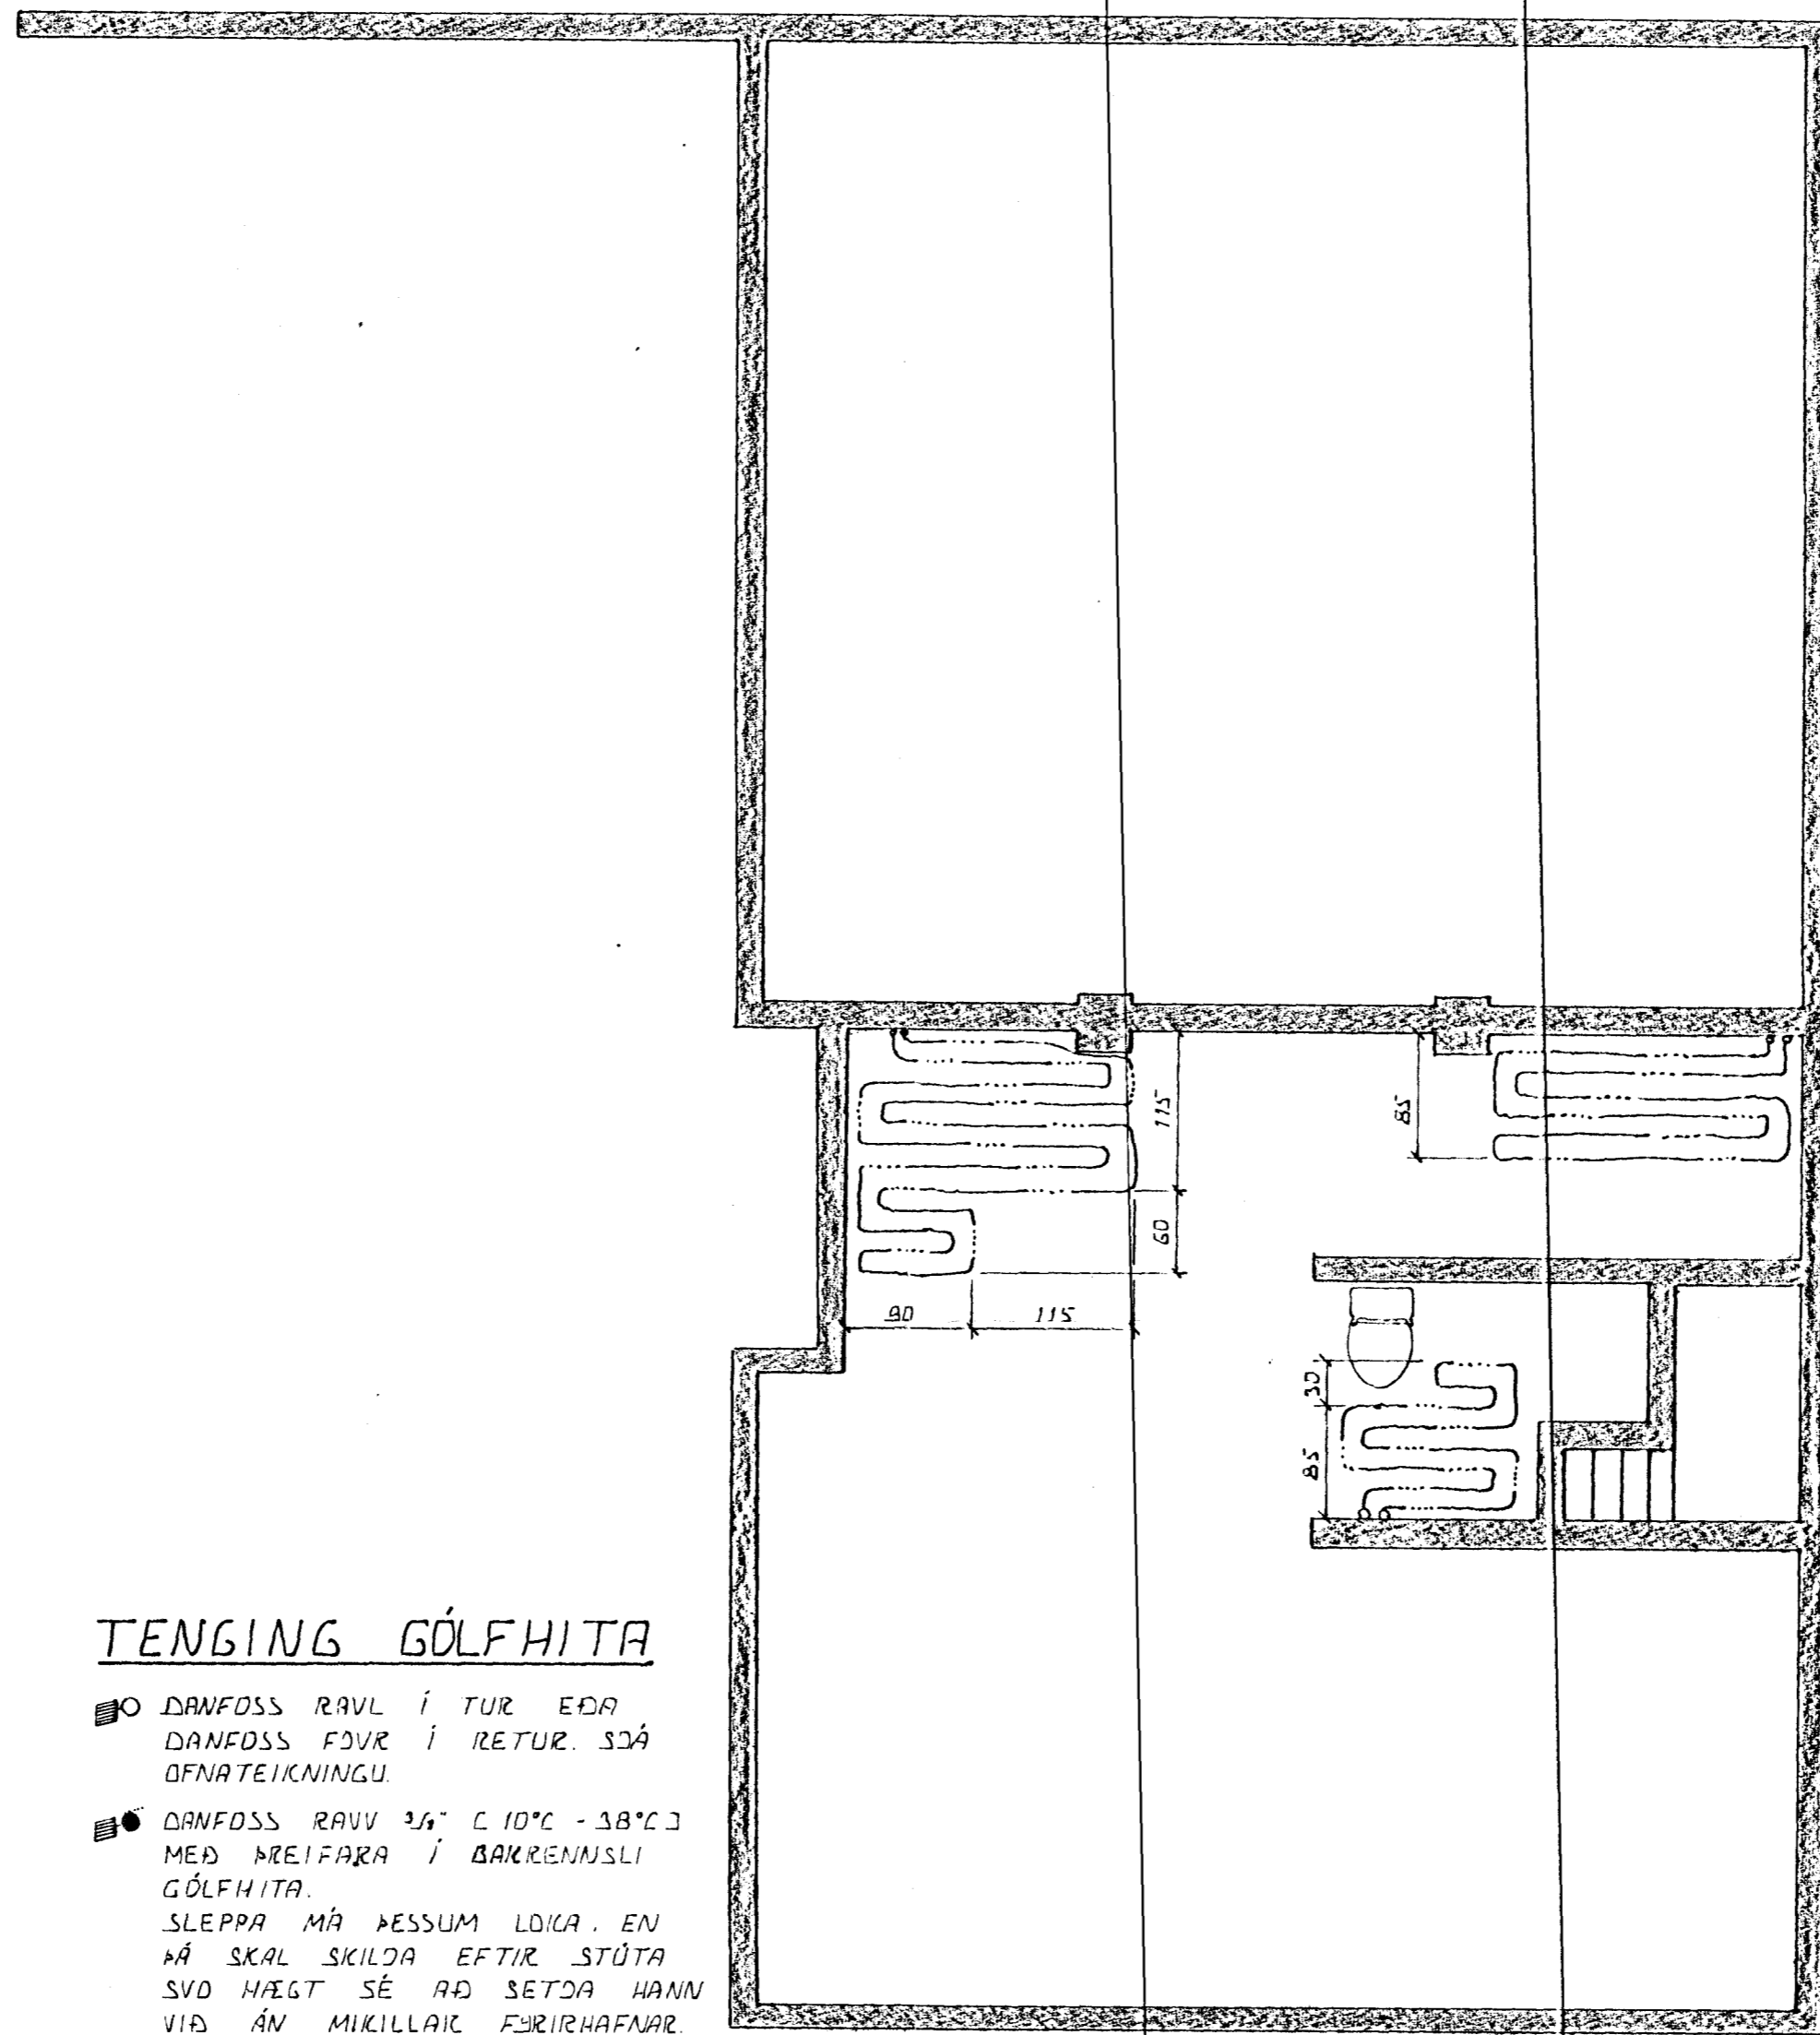 115
85
60
90
115
30
85
TENGING GÓLFHITA
DANFOSS RAVL Í TUR EÐA
DANFOSS FJVR Í RETUR. SJÁ
OFNATEIKNINGU.
DANFOSS RAVV [10°C - 38°C]
MEÐ ÞREIFARA Í BAKRENNSLI
GÓLFHITA.
SLEPPA MÁ ÞESSUM LOKA. EN
ÞÁ SKAL SKILJA EFTIR STÚTA
SVO HÆGT SÉ AÐ SETJA HANN
VIÐ ÁN MIKILLAR FYRIRHAFNAR.